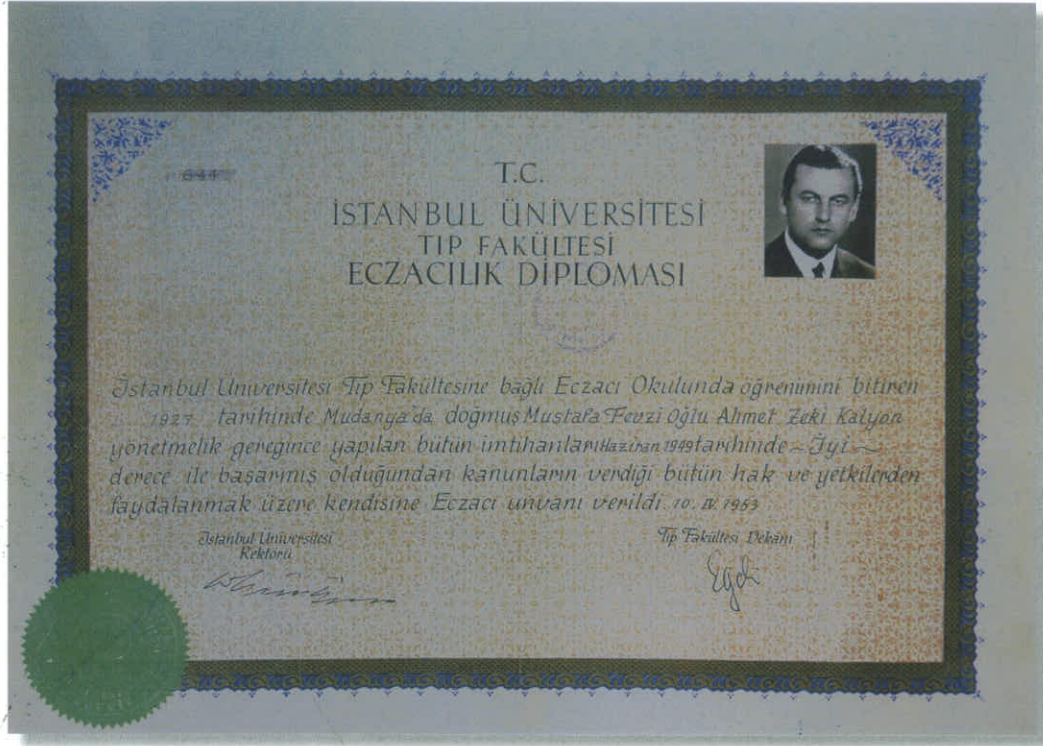 644
T.C.
İSTANBUL ÜNİVERSİTESİ
TIP FAKÜLTESİ
ECZACILIK DİPLOMASI
İstanbul Üniversitesi Tıp Fakültesine bağlı Eczacı Okulunda öğrenimini bitiren
1927 tarihinde Mudanya'da doğmuş Mustafa Fevzi Oğlu Ahmet Zeki Kalyon
yönetmelik gereğince yapılan bütün imtihanları Haziran 1949 tarihinde ~ İyi ~
derece ile başarmış olduğundan kanunların verdiği bütün hak ve yetkilerden
faydalanmak üzere kendisine Eczacı unvanı verildi. 10. IV. 1953
İstanbul Üniversitesi
Rektörü
Tıp Fakültesi Dekanı